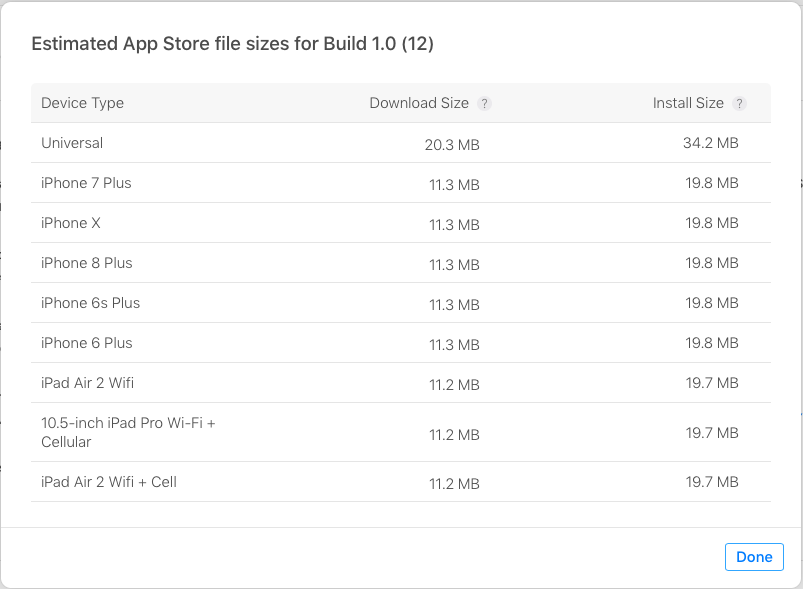 Estimated App Store file sizes for Build 1.0 (12)
Device Type Download Size ? Install Size ?
Universal 20.3 MB 34.2 MB
iPhone 7 Plus 11.3 MB 19.8 MB
iPhone X 11.3 MB 19.8 MB
iPhone 8 Plus 11.3 MB 19.8 MB
iPhone 6s Plus 11.3 MB 19.8 MB
iPhone 6 Plus 11.3 MB 19.8 MB
iPad Air 2 Wifi 11.2 MB 19.7 MB
10.5-inch iPad Pro Wi-Fi +
Cellular 11.2 MB 19.7 MB
iPad Air 2 Wifi + Cell 11.2 MB 19.7 MB
Done